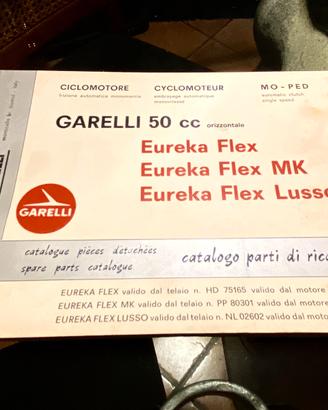 CICLOMOTORE CYCLOMOTEUR MO-PED
frizione automatica monomarcia embrayage automatique automatic clutch
monovitesse single speed
GARELLI 50 cc orizzontale
Eureka Flex
Eureka Flex MK
Eureka Flex Lusso
GARELLI
catalogue pièces détachées
spare parts catalogue
catalogo parti di ric
EUREKA FLEX valido dal telaio n. HD 75165 valido dal motore
EUREKA FLEX MK valido dal telaio n. PP 80301 valido dal motore
EUREKA FLEX LUSSO valido dal telaio n. NL 02602 valido dal motor